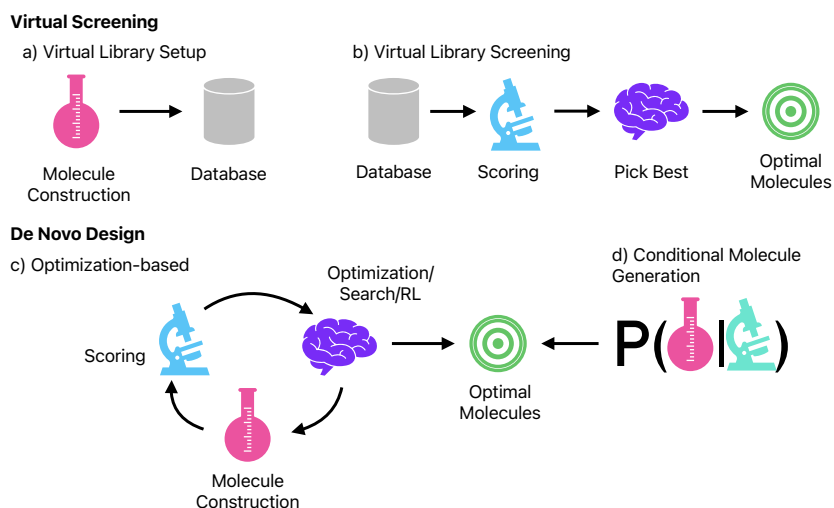 Virtual Screening
a) Virtual Library Setup
b) Virtual Library Screening
Molecule
Construction
Database
Database
Scoring
Pick Best
Optimal
Molecules
De Novo Design
c) Optimization-based
Optimization/
Search/RL
d) Conditional Molecule
Generation
Scoring
P(|)
Optimal
Molecules
Molecule
Construction